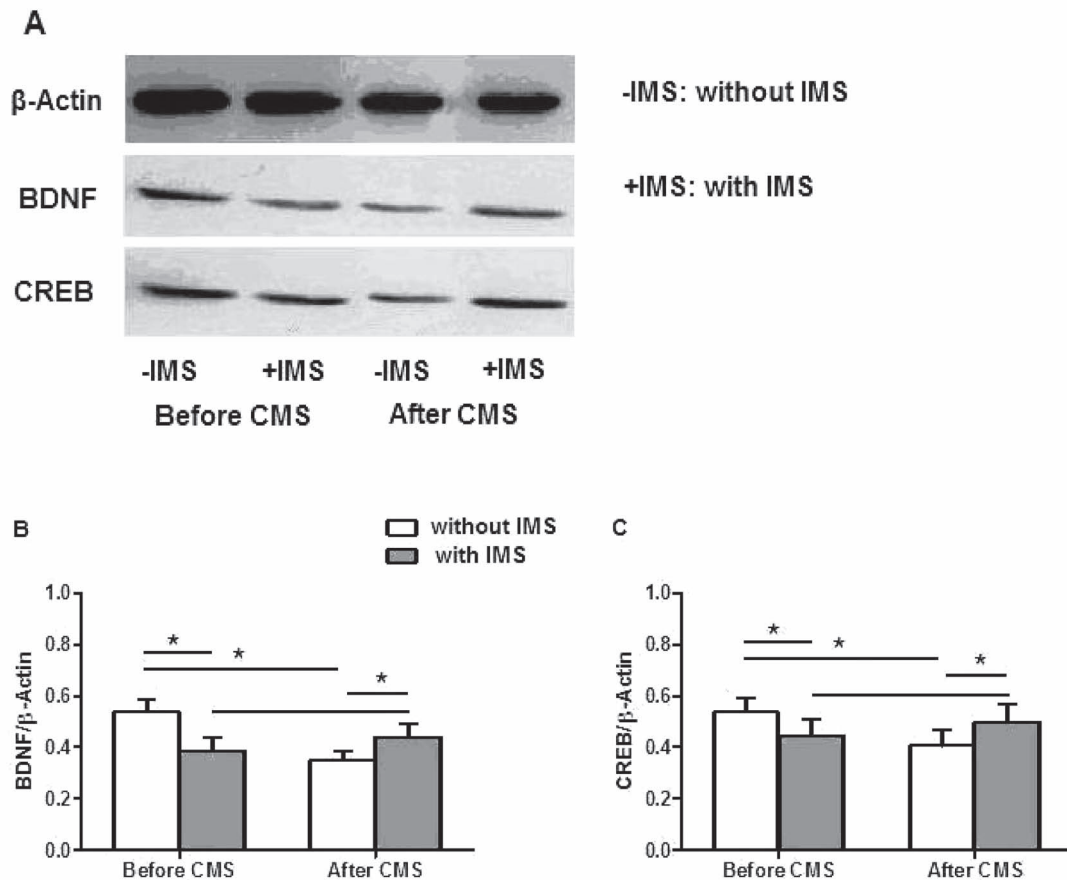 A
β-Actin
-IMS: without IMS
BDNF
+IMS: with IMS
CREB
-IMS +IMS -IMS +IMS
Before CMS After CMS
B
without IMS
with IMS
C
BDNF/β-Actin
1.0
0.8
0.6
0.4
0.2
0.0
*
*
*
Before CMS After CMS
CREB/β-Actin
1.0
0.8
0.6
0.4
0.2
0.0
*
*
*
Before CMS After CMS